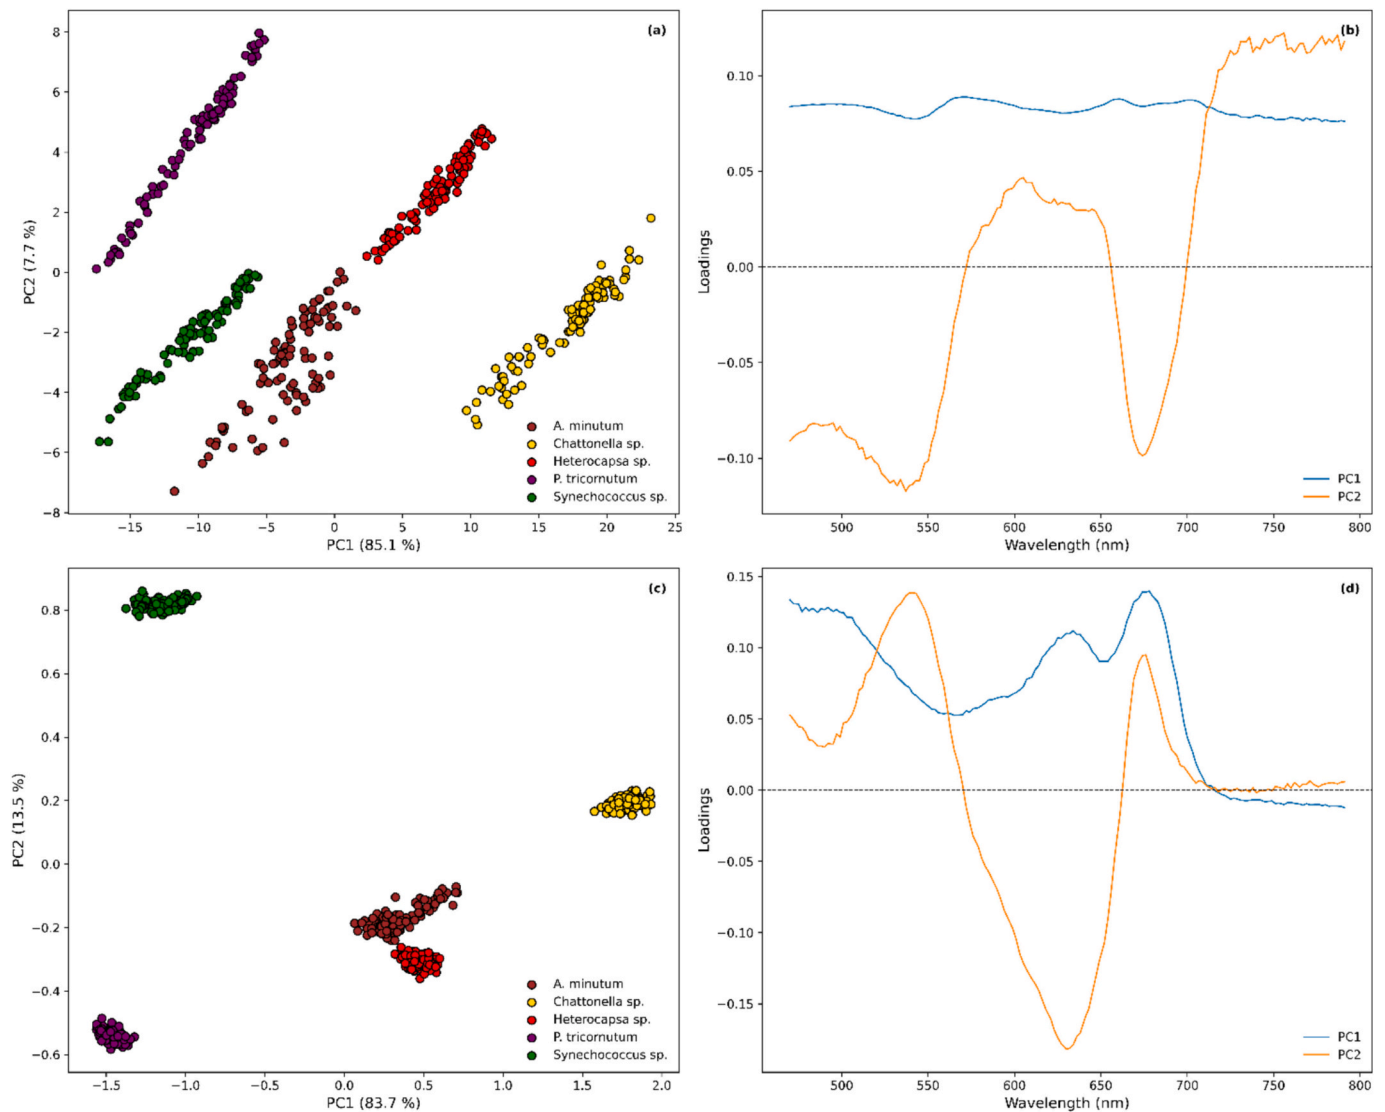 (a)
8
6
4
2
0
−2
−4
−6
−8
PC2 (7.7 %)
A. minutum
Chattonella sp.
Heterocapsa sp.
P. tricornutum
Synechococcus sp.
−15 −10 −5 0 5 10 15 20 25
PC1 (85.1 %)
(b)
0.10
0.05
0.00
−0.05
−0.10
Loadings
PC1
PC2
500 550 600 650 700 750 800
Wavelength (nm)
(c)
0.8
0.6
0.4
0.2
0.0
−0.2
−0.4
−0.6
PC2 (13.5 %)
A. minutum
Chattonella sp.
Heterocapsa sp.
P. tricornutum
Synechococcus sp.
−1.5 −1.0 −0.5 0.0 0.5 1.0 1.5 2.0
PC1 (83.7 %)
(d)
0.15
0.10
0.05
0.00
−0.05
−0.10
−0.15
Loadings
PC1
PC2
500 550 600 650 700 750 800
Wavelength (nm)